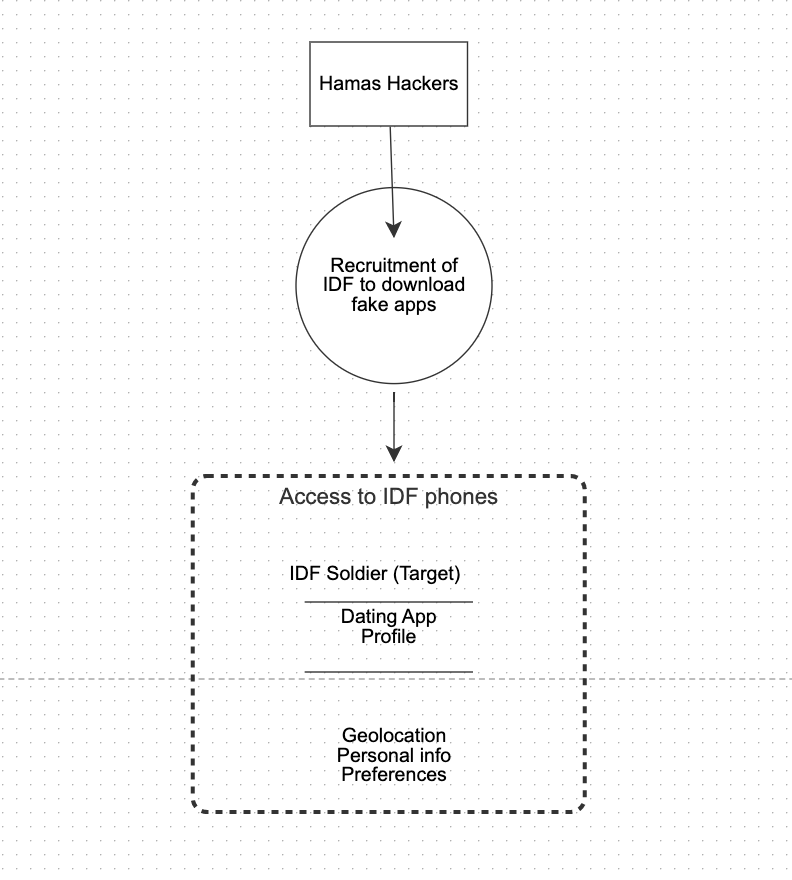 Hamas Hackers
Recruitment of
IDF to download
fake apps
Access to IDF phones
IDF Soldier (Target)
Dating App
Profile
Geolocation
Personal info
Preferences